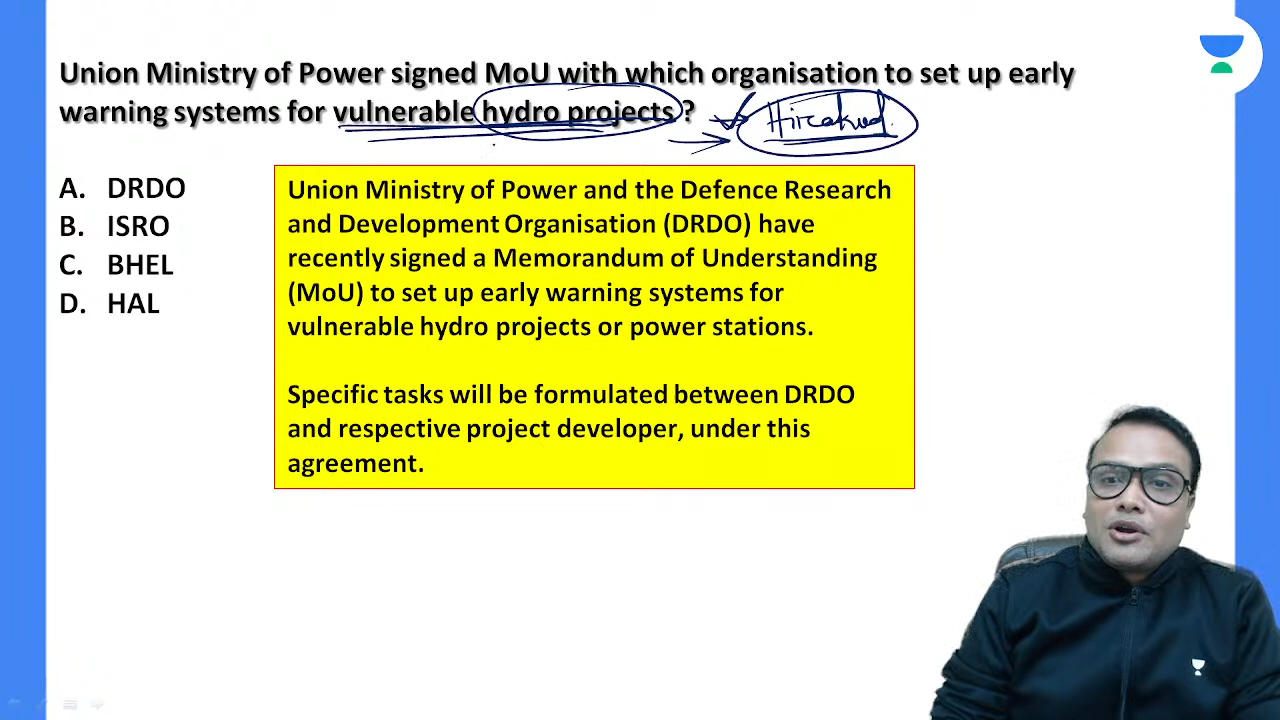 Union Ministry of Power signed MoU with which organisation to set up early
warning systems for vulnerable hydro projects ?
Hirakud
A. DRDO
B. ISRO
C. BHEL
D. HAL
Union Ministry of Power and the Defence Research
and Development Organisation (DRDO) have
recently signed a Memorandum of Understanding
(MoU) to set up early warning systems for
vulnerable hydro projects or power stations.
Specific tasks will be formulated between DRDO
and respective project developer, under this
agreement.